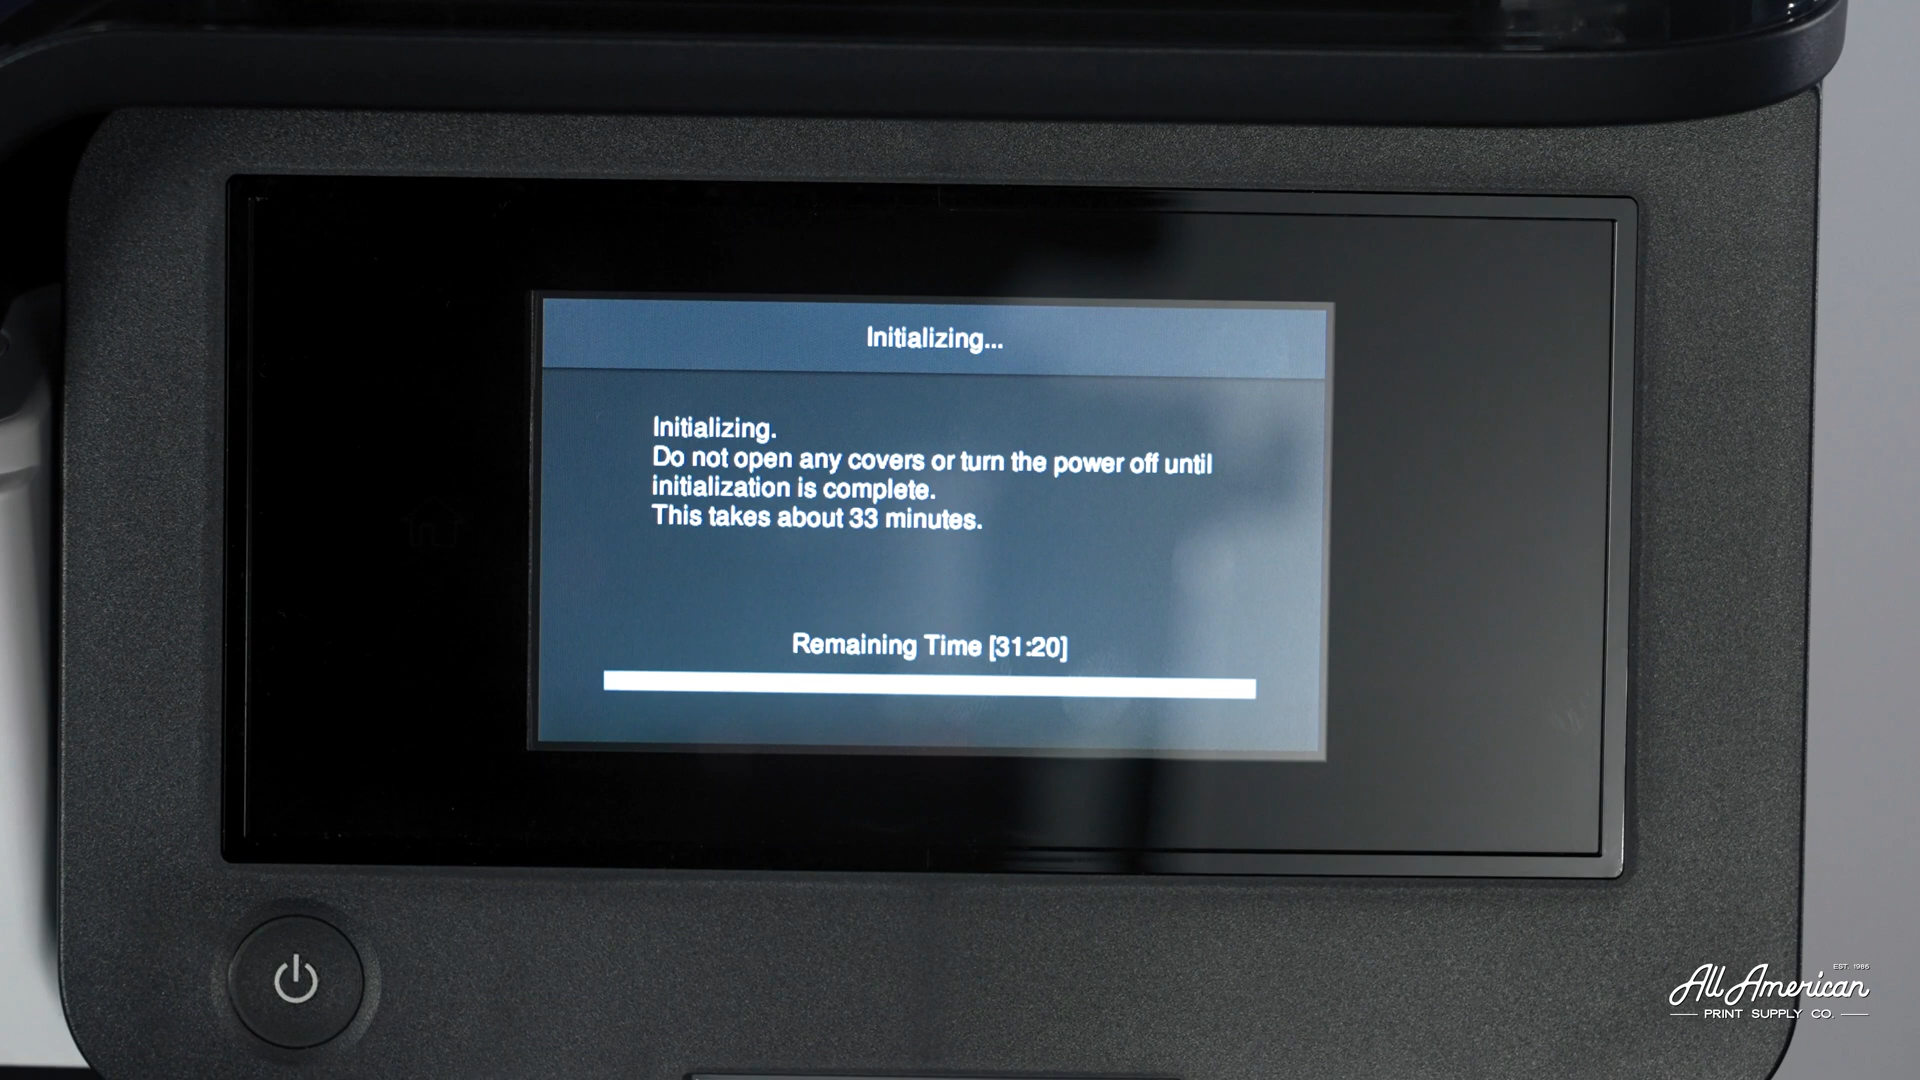 Initializing...
Initializing.
Do not open any covers or turn the power off until
initialization is complete.
This takes about 33 minutes.
Remaining Time [31:20]
EST. 1986
All American
PRINT SUPPLY CO.